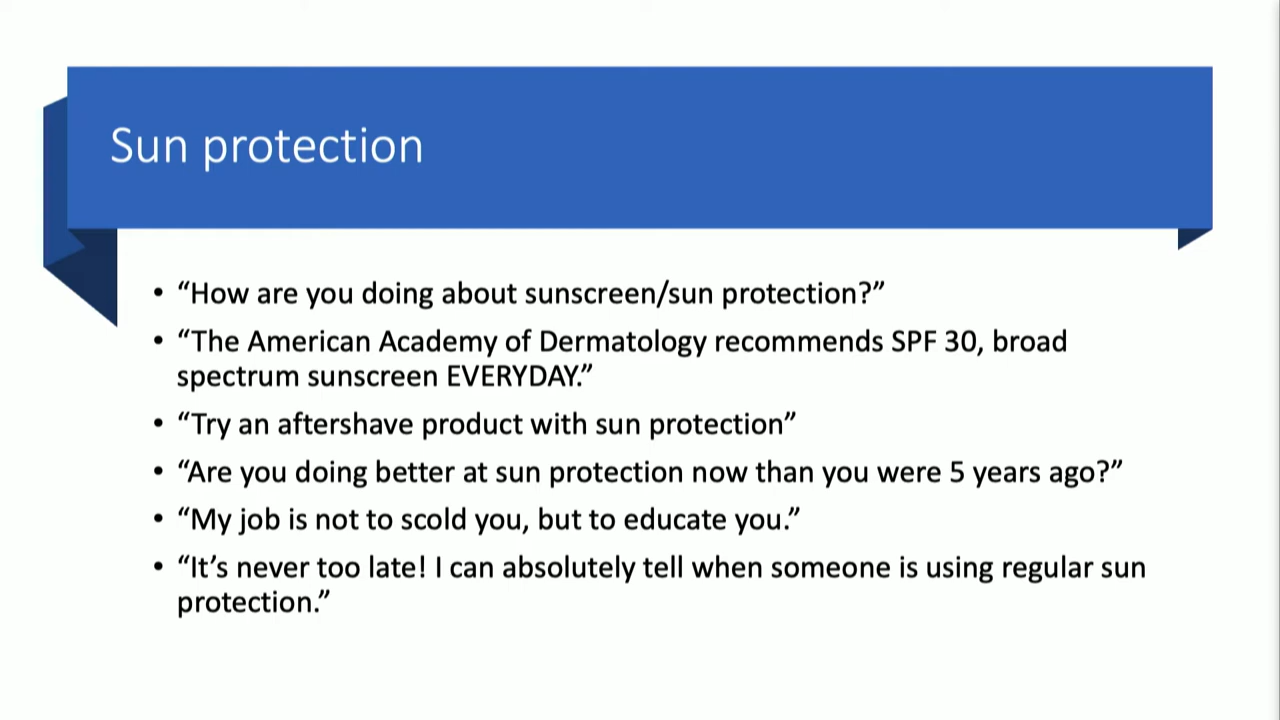 Sun protection
• “How are you doing about sunscreen/sun protection?”
• “The American Academy of Dermatology recommends SPF 30, broad
spectrum sunscreen EVERYDAY.”
• “Try an aftershave product with sun protection”
• “Are you doing better at sun protection now than you were 5 years ago?”
• “My job is not to scold you, but to educate you.”
• “It’s never too late! I can absolutely tell when someone is using regular sun
protection.”